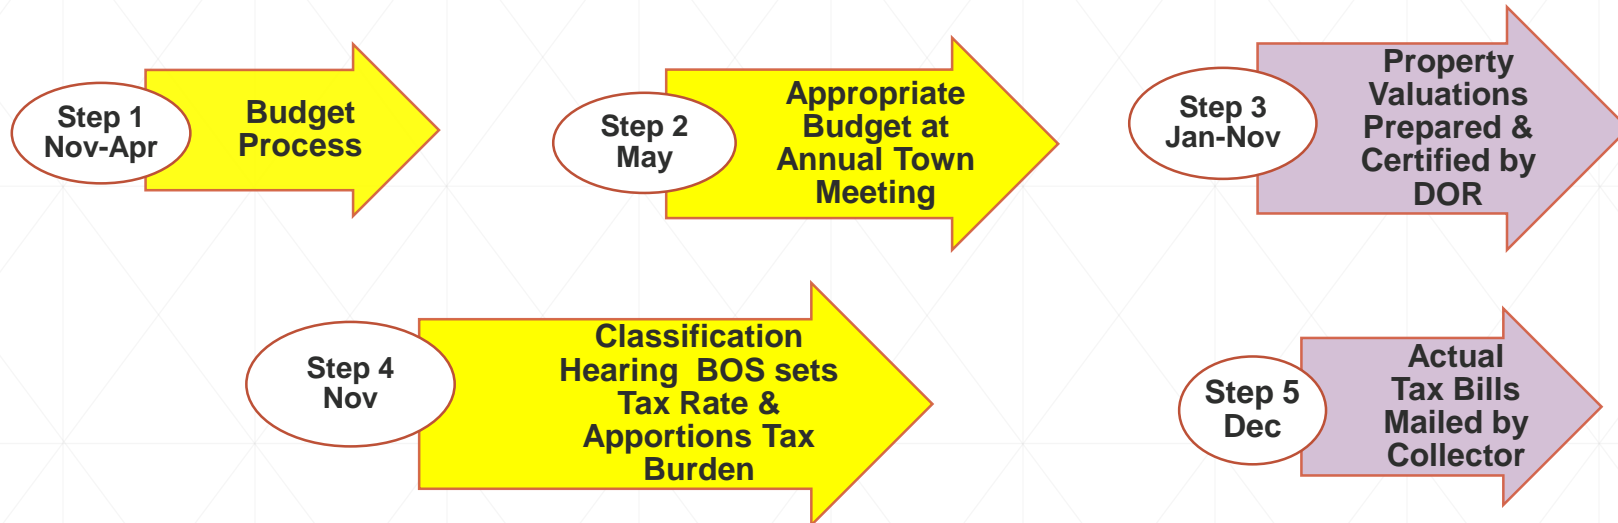 Step 1
Nov-Apr
Budget
Process
Step 2
May
Appropriate
Budget at
Annual Town
Meeting
Step 3
Jan-Nov
Property
Valuations
Prepared &
Certified by
DOR
Step 4
Nov
Classification
Hearing  BOS sets
Tax Rate &
Apportions Tax
Burden
Step 5
Dec
Actual
Tax Bills
Mailed by
Collector